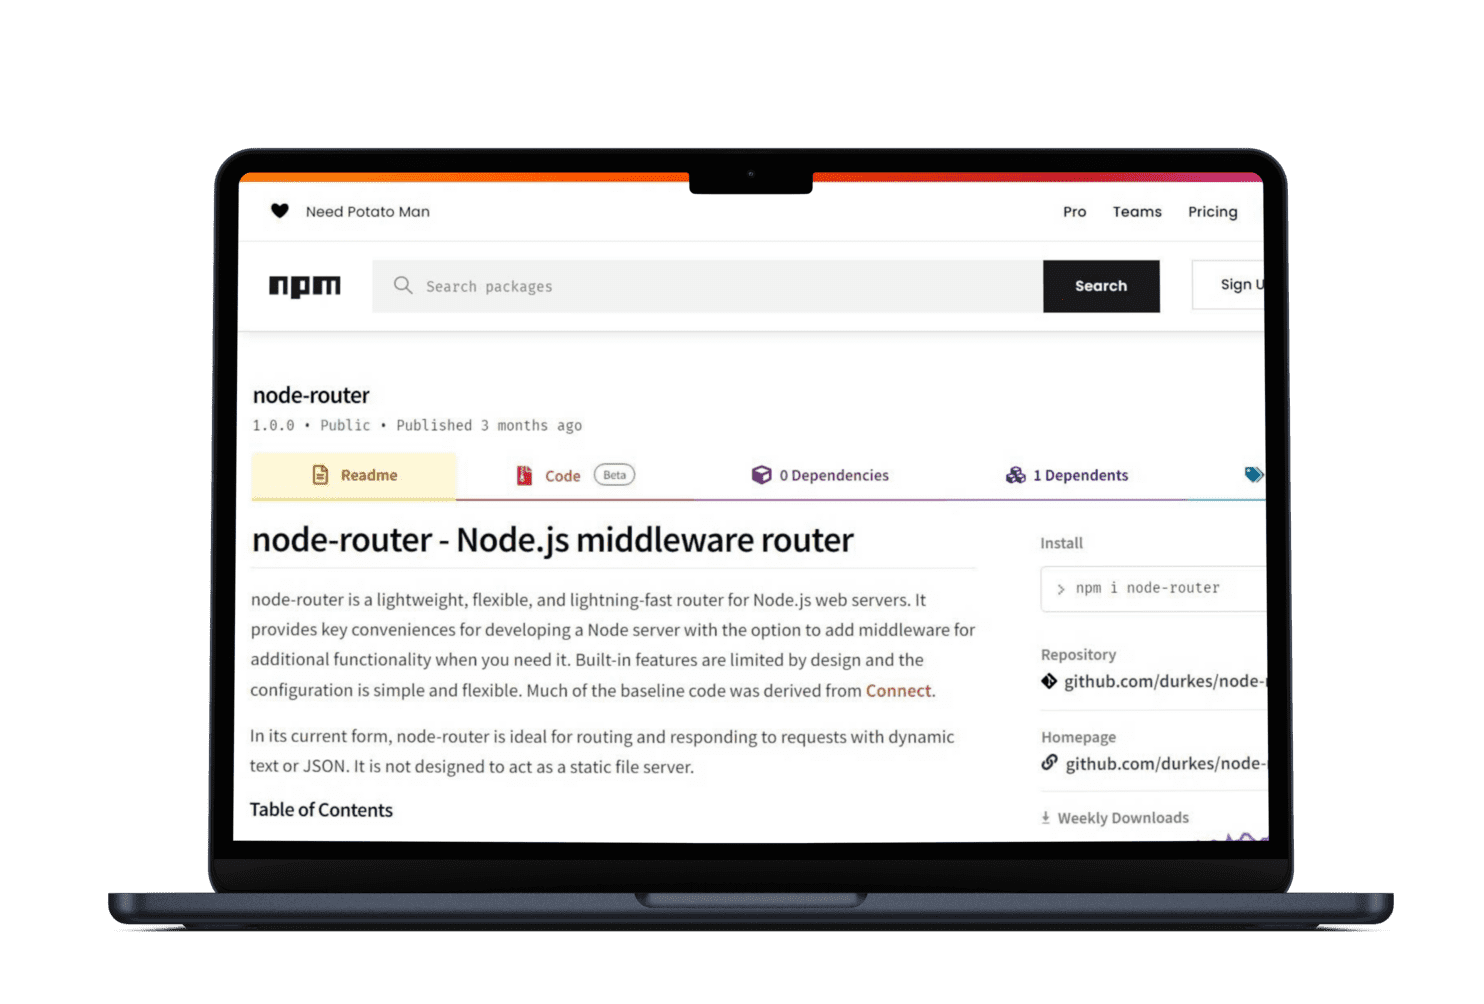 Need Potato Man
Pro Teams Pricing
npm
Search packages
Search
Sign U
node-router
1.0.0 • Public • Published 3 months ago
Readme
Code Beta
0 Dependencies
1 Dependents
node-router - Node.js middleware router
node-router is a lightweight, flexible, and lightning-fast router for Node.js web servers. It
provides key conveniences for developing a Node server with the option to add middleware for
additional functionality when you need it. Built-in features are limited by design and the
configuration is simple and flexible. Much of the baseline code was derived from Connect.
In its current form, node-router is ideal for routing and responding to requests with dynamic
text or JSON. It is not designed to act as a static file server.
Table of Contents
Install
> npm i node-router
Repository
github.com/durkes/node-
Homepage
github.com/durkes/node-
Weekly Downloads